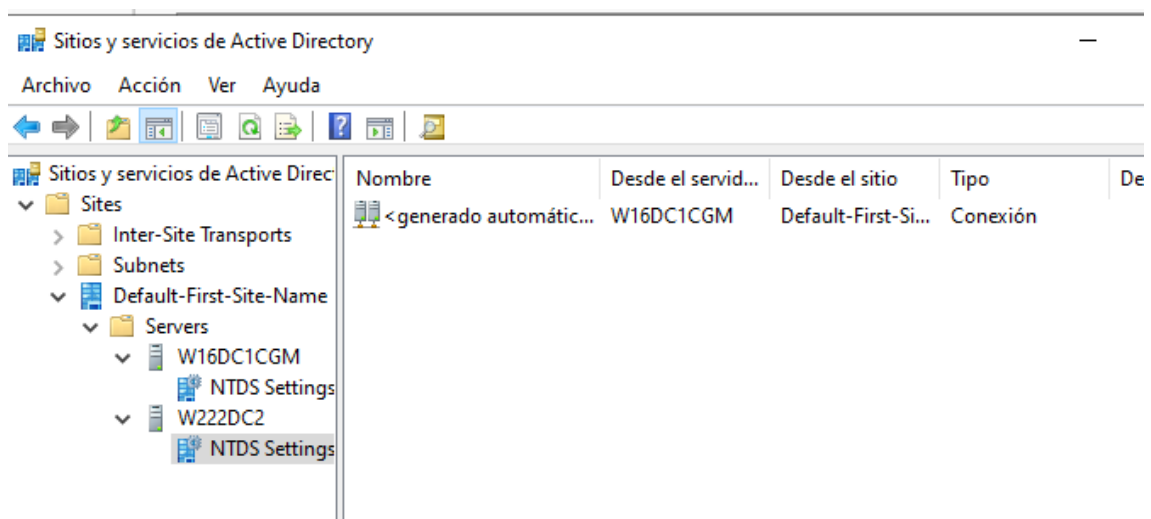 Sitios y servicios de Active Directory
Archivo Acción Ver Ayuda
Sitios y servicios de Active Direc
Sites
Inter-Site Transports
Subnets
Default-First-Site-Name
Servers
W16DC1CGM
NTDS Settings
W222DC2
NTDS Settings
Nombre Desde el servid... Desde el sitio Tipo De
<generado automátic... W16DC1CGM Default-First-Si... Conexión